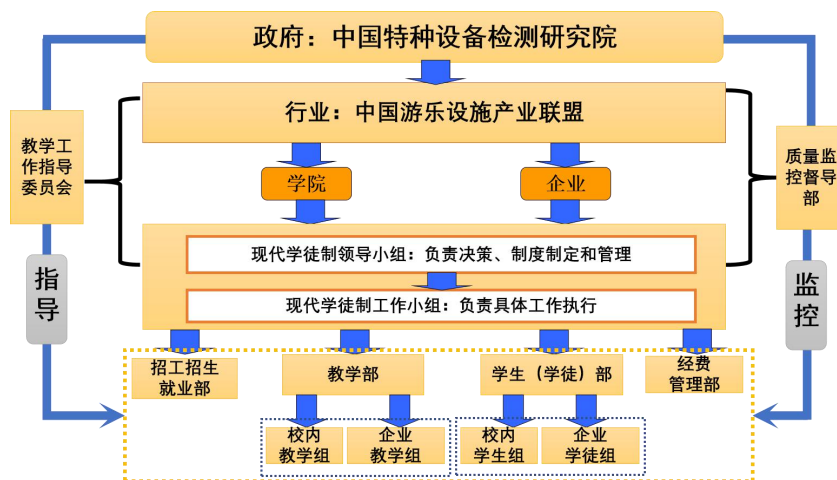 政府：中国特种设备检测研究院
行业：中国游乐设施产业联盟
教学工
作指导
委员会
质量监
控督导
部
学院
企业
现代学徒制领导小组：负责决策、制度制定和管理
现代学徒制工作小组：负责具体工作执行
指
导
监
控
招工招生
就业部
教学部
学生（学徒）部
经费
管理部
校内
教学组
企业
教学组
校内
学生组
企业
学徒组